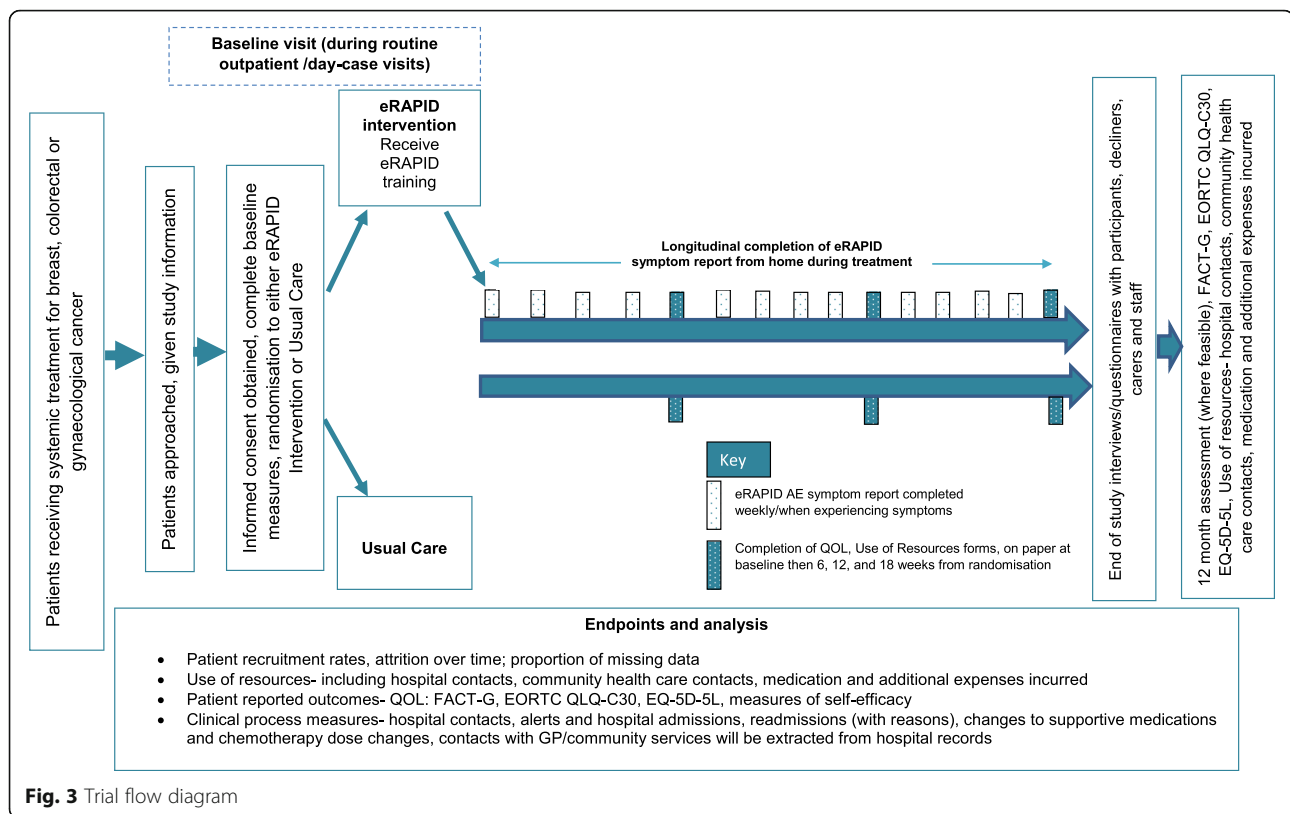 Baseline visit (during routine
outpatient /day-case visits)
Patients receiving systemic treatment for breast, colorectal or
gynaecological cancer
Patients approached, given study information
Informed consent obtained, complete baseline
measures, randomisation to either eRAPID
Intervention or Usual Care
eRAPID
intervention
Receive
eRAPID
training
Usual Care
Longitudinal completion of eRAPID
symptom report from home during treatment
Key
eRAPID AE symptom report completed
weekly/when experiencing symptoms
Completion of QOL, Use of Resources forms, on paper at
baseline then 6, 12, and 18 weeks from randomisation
End of study interviews/questionnaires with participants, decliners,
carers and staff
12 month assessment (where feasible), FACT-G, EORTC QLQ-C30,
EQ-5D-5L, Use of resources- hospital contacts, community health
care contacts, medication and additional expenses incurred
Endpoints and analysis
• Patient recruitment rates, attrition over time; proportion of missing data
• Use of resources- including hospital contacts, community health care contacts, medication and additional expenses incurred
• Patient reported outcomes- QOL: FACT-G, EORTC QLQ-C30, EQ-5D-5L, measures of self-efficacy
• Clinical process measures- hospital contacts, alerts and hospital admissions, readmissions (with reasons), changes to supportive medications
and chemotherapy dose changes, contacts with GP/community services will be extracted from hospital records
Fig. 3 Trial flow diagram